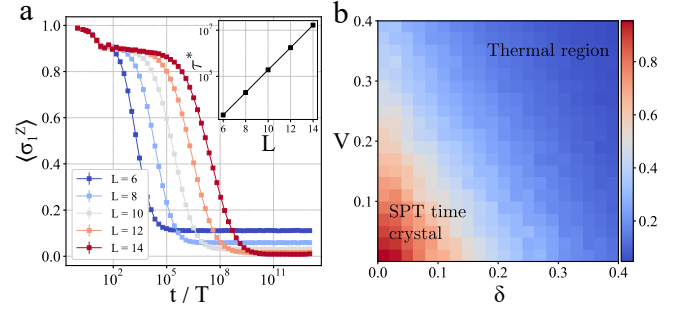 a
1.0
0.8
0.6
0.4
0.2
0.0
⟨σ₁ᶻ⟩
L = 6
L = 8
L = 10
L = 12
L = 14
10² 10⁵ 10⁸ 10¹¹
t / T
10⁷
10⁵
τ*
6 8 10 12 14
L
b
0.4
0.3
0.2
0.1
V
Thermal region
SPT time
crystal
0.0 0.1 0.2 0.3 0.4
δ
0.8
0.6
0.4
0.2